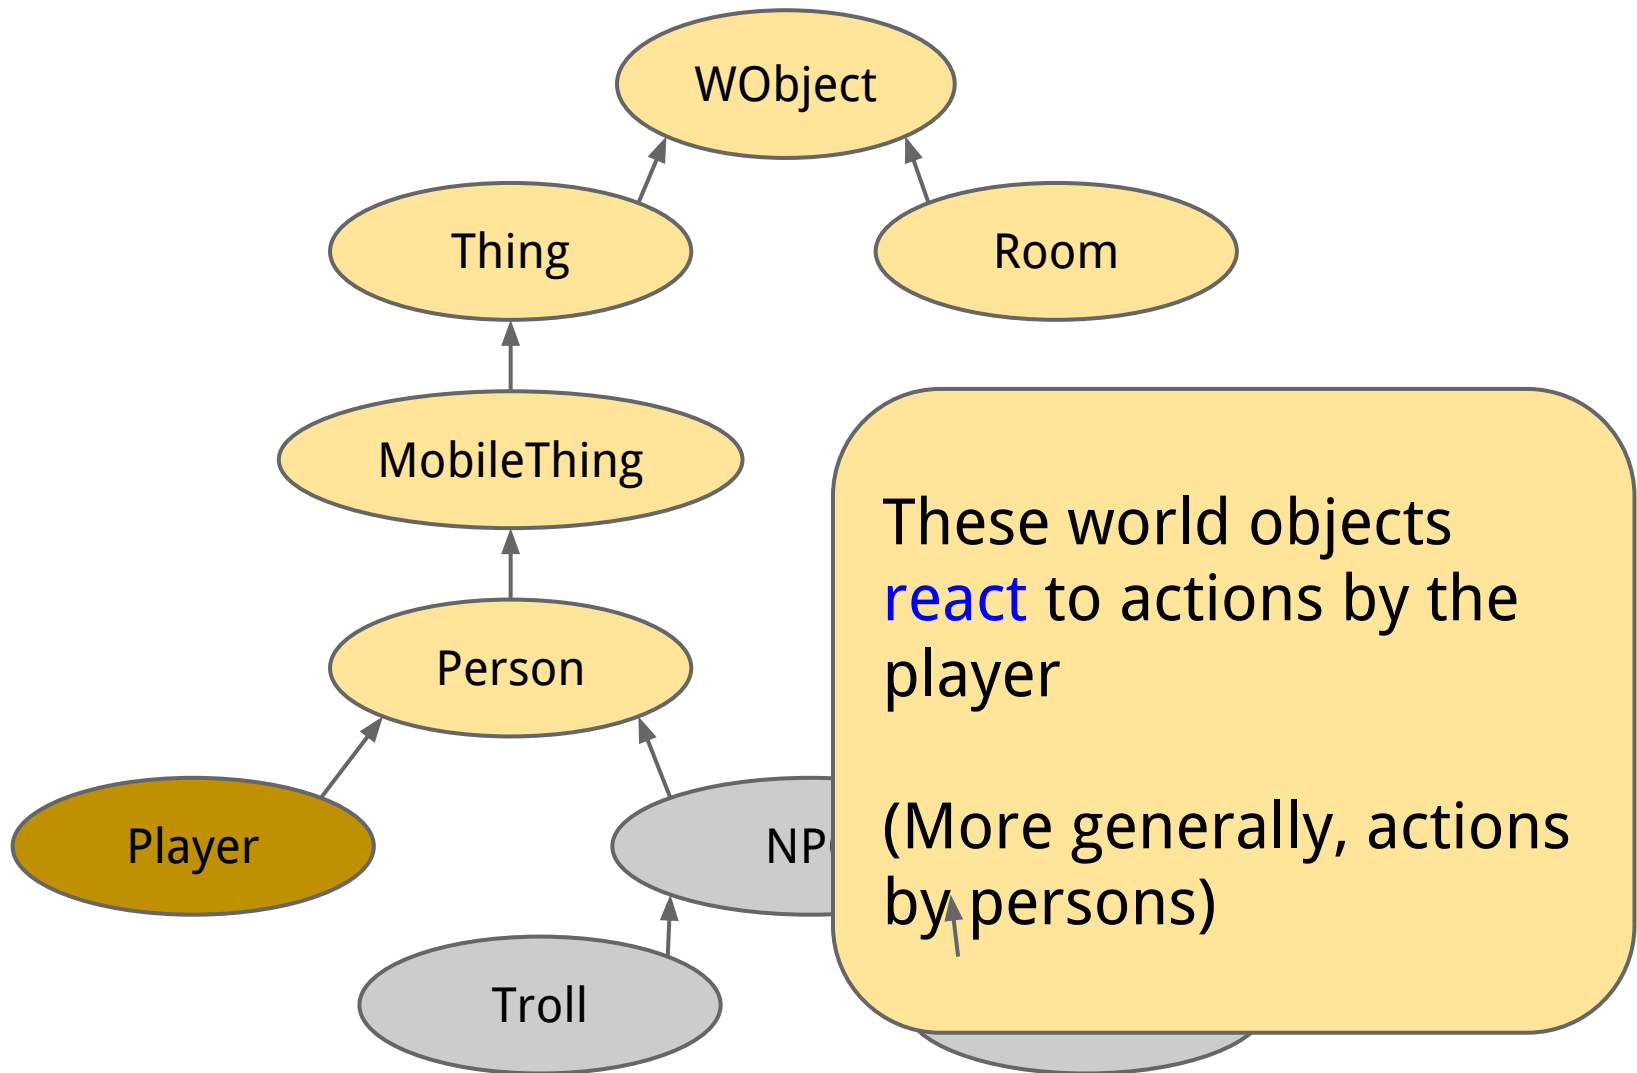 WObject
Thing
Room
MobileThing
These world objects
react to actions by the
player
Person
(More generally, actions
by persons)
Player
Troll